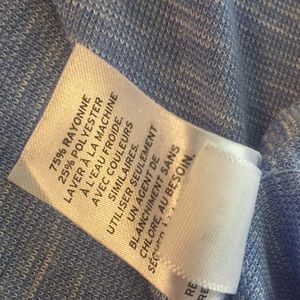 75% RAYONNE
25% POLYESTER
LAVER À LA MACHINE
À L'EAU FROIDE.
AVEC COULEURS
SIMILAIRES.
UTILISER SEULEMENT
UN AGENT DE
BLANCHIMENT SANS
CHLORE, AU BESOIN.
RE